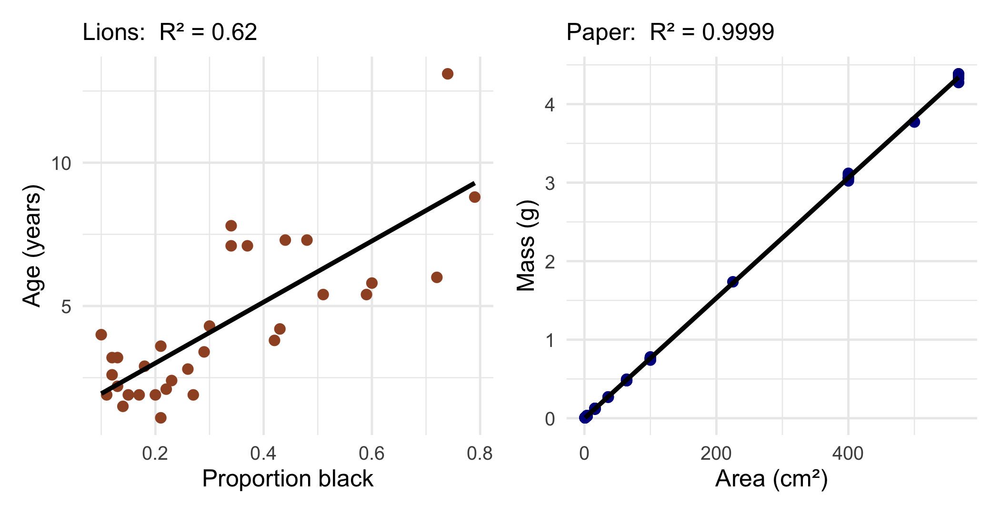 Lions:  R² = 0.62
Age (years)
10
5
0.2 0.4 0.6 0.8
Proportion black
Paper:  R² = 0.9999
Mass (g)
4
3
2
1
0
0 200 400
Area (cm²)